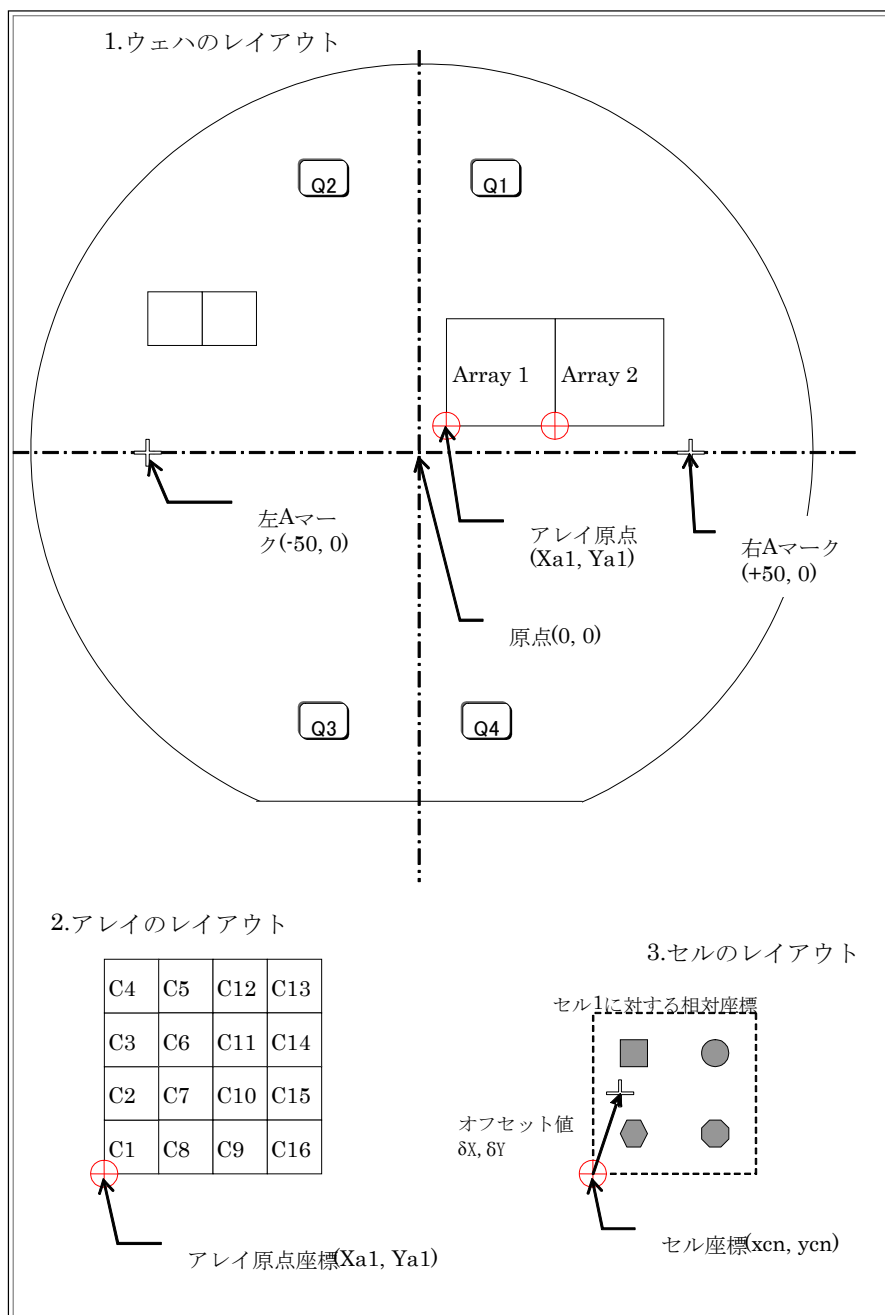 1.ウェハのレイアウト
Q2
Q1
Array 1
Array 2
左Aマー
ク(-50, 0)
アレイ原点
(Xa1, Ya1)
右Aマーク
(+50, 0)
原点(0, 0)
Q3
Q4
2.アレイのレイアウト
C4 C5 C12 C13
C3 C6 C11 C14
C2 C7 C10 C15
C1 C8 C9 C16
アレイ原点座標(Xa1, Ya1)
3.セルのレイアウト
セル1に対する相対座標
オフセット値
δX, δY
セル座標(xcn, ycn)